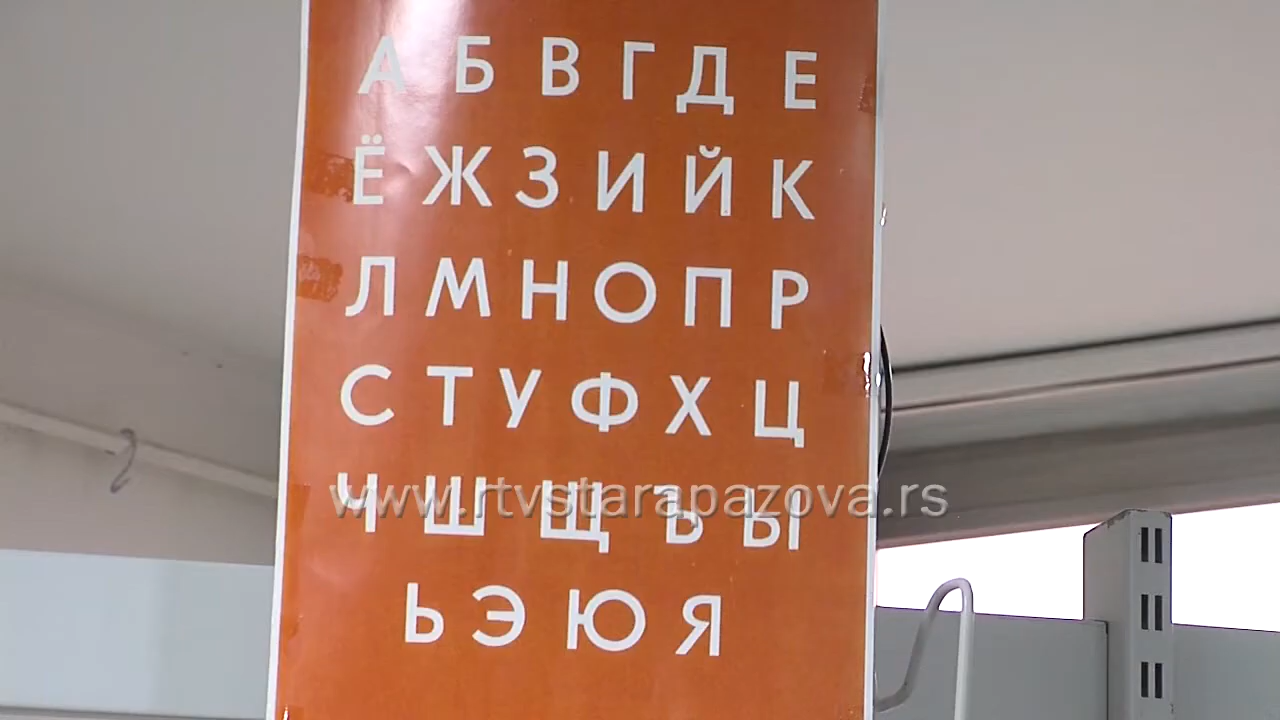 А Б В Г Д Е
Ё Ж З И Й К
Л М Н О П Р
С Т У Ф Х Ц
Ч Ш Щ Ъ Ы
Ь Э Ю Я
www.rtvstarapazova.rs